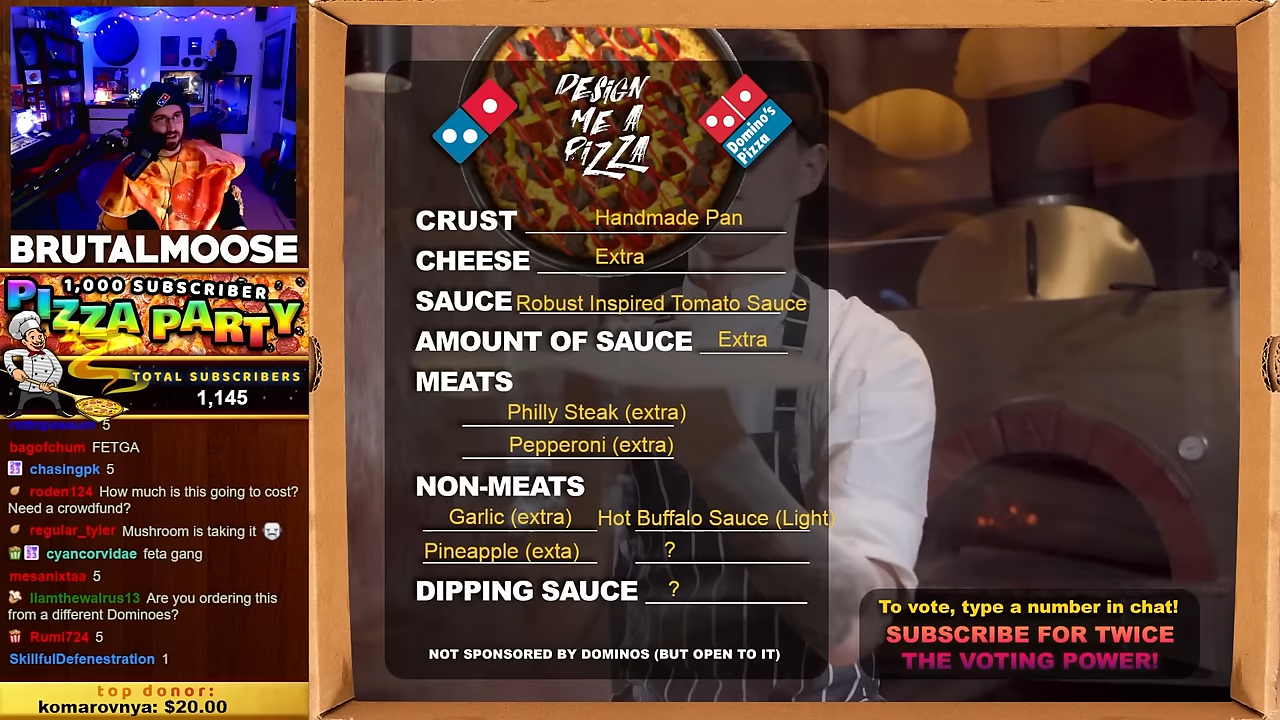 BRUTALMOOSE
1,000 SUBSCRIBER
PIZZA PARTY
TOTAL SUBSCRIBERS
1,145
5
bagofchum FETGA
chasingpk 5
roden124 How much is this going to cost?
Need a crowdfund?
regular_tyler Mushroom is taking it
cyancorvidae feta gang
mesanixtaa 5
liamthewalrus13 Are you ordering this
from a different Dominoes?
Rumi724 5
SkillfulDefenestration 1
top donor:
komarovnya: $20.00
DESIGN
ME A
PIZZA
Domino's
Pizza
CRUST Handmade Pan
CHEESE Extra
SAUCE Robust Inspired Tomato Sauce
AMOUNT OF SAUCE Extra
MEATS
Philly Steak (extra)
Pepperoni (extra)
NON-MEATS
Garlic (extra) Hot Buffalo Sauce (Light)
Pineapple (exta) ?
DIPPING SAUCE ?
NOT SPONSORED BY DOMINOS (BUT OPEN TO IT)
To vote, type a number in chat!
SUBSCRIBE FOR TWICE
THE VOTING POWER!